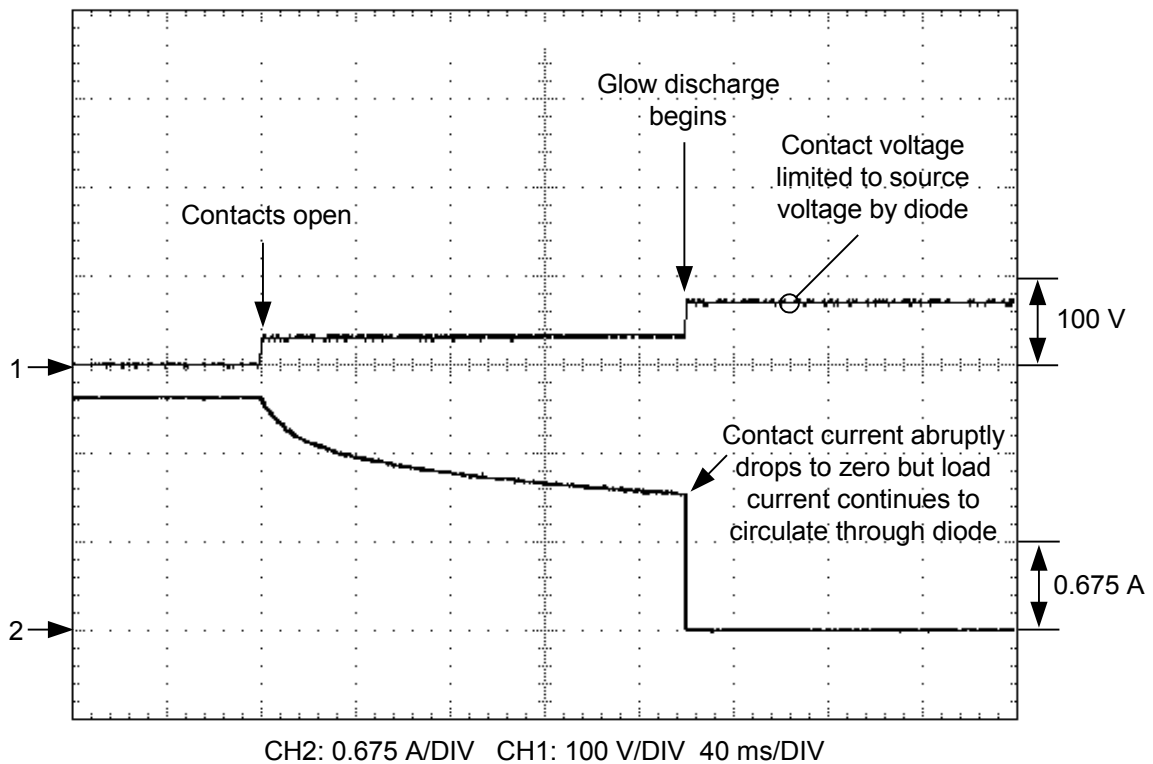 Glow discharge
begins
Contact voltage
limited to source
voltage by diode
Contacts open
100 V
1
Contact current abruptly
drops to zero but load
current continues to
circulate through diode
0.675 A
2
CH2: 0.675 A/DIV CH1: 100 V/DIV 40 ms/DIV